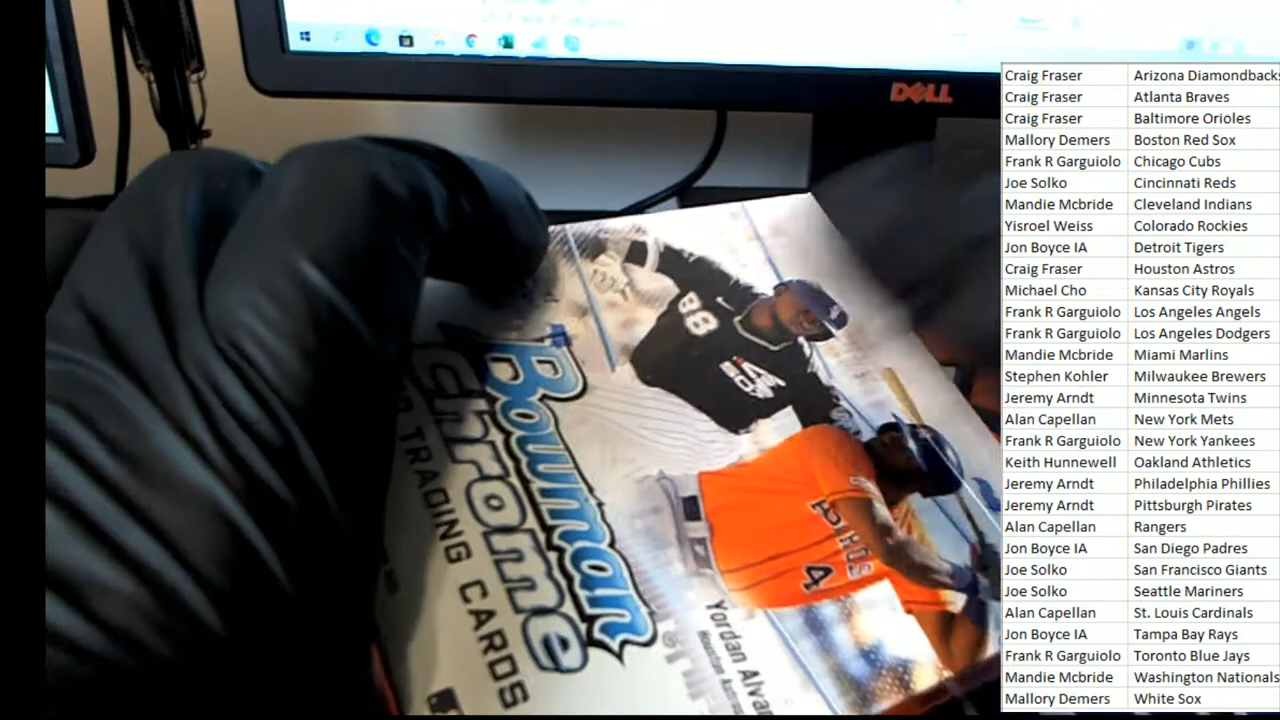 DELL
Bowman
Chrome
TRADING CARDS
88
4
Yordan Alvar
Houston Astros
Craig Fraser Arizona Diamondbacks
Craig Fraser Atlanta Braves
Craig Fraser Baltimore Orioles
Mallory Demers Boston Red Sox
Frank R Garguiolo Chicago Cubs
Joe Solko Cincinnati Reds
Mandie Mcbride Cleveland Indians
Yisroel Weiss Colorado Rockies
Jon Boyce IA Detroit Tigers
Craig Fraser Houston Astros
Michael Cho Kansas City Royals
Frank R Garguiolo Los Angeles Angels
Frank R Garguiolo Los Angeles Dodgers
Mandie Mcbride Miami Marlins
Stephen Kohler Milwaukee Brewers
Jeremy Arndt Minnesota Twins
Alan Capellan New York Mets
Frank R Garguiolo New York Yankees
Keith Hunnewell Oakland Athletics
Jeremy Arndt Philadelphia Phillies
Jeremy Arndt Pittsburgh Pirates
Alan Capellan Rangers
Jon Boyce IA San Diego Padres
Joe Solko San Francisco Giants
Joe Solko Seattle Mariners
Alan Capellan St. Louis Cardinals
Jon Boyce IA Tampa Bay Rays
Frank R Garguiolo Toronto Blue Jays
Mandie Mcbride Washington Nationals
Mallory Demers White Sox